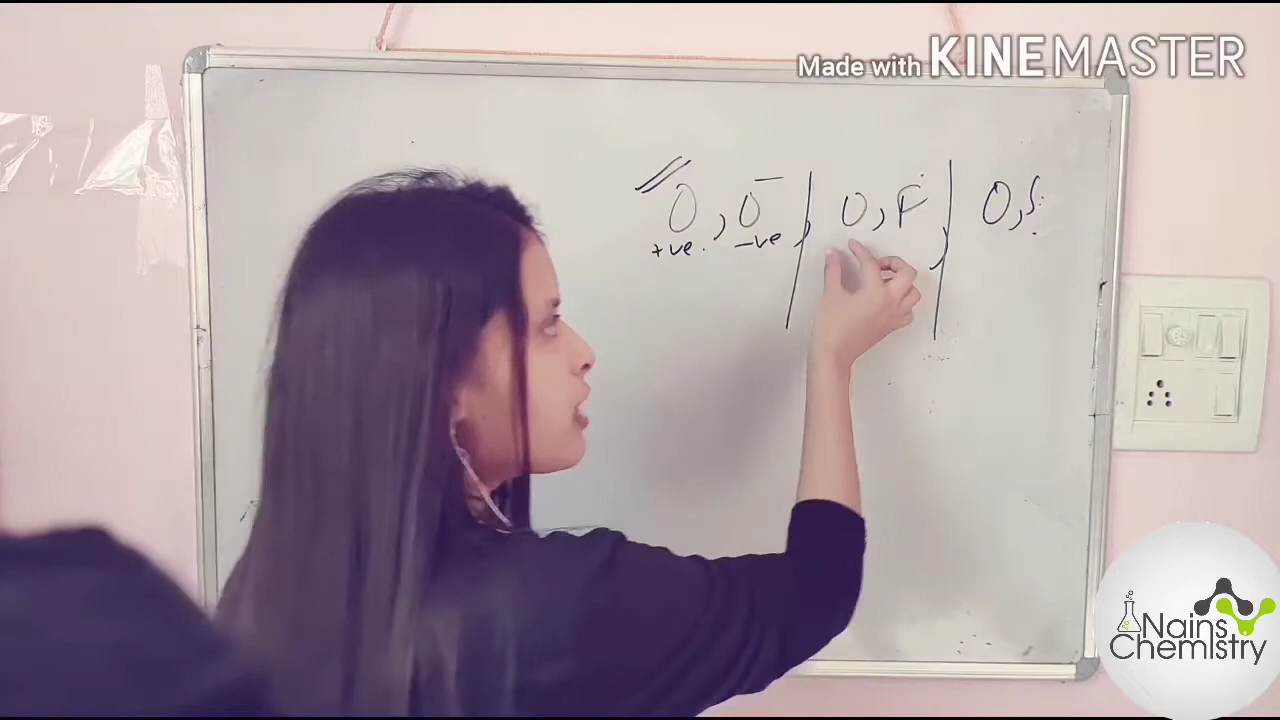 Made with KINEMASTER
O, O⁻, O, F, O, S
+ve. -ve
Nains
Chemistry